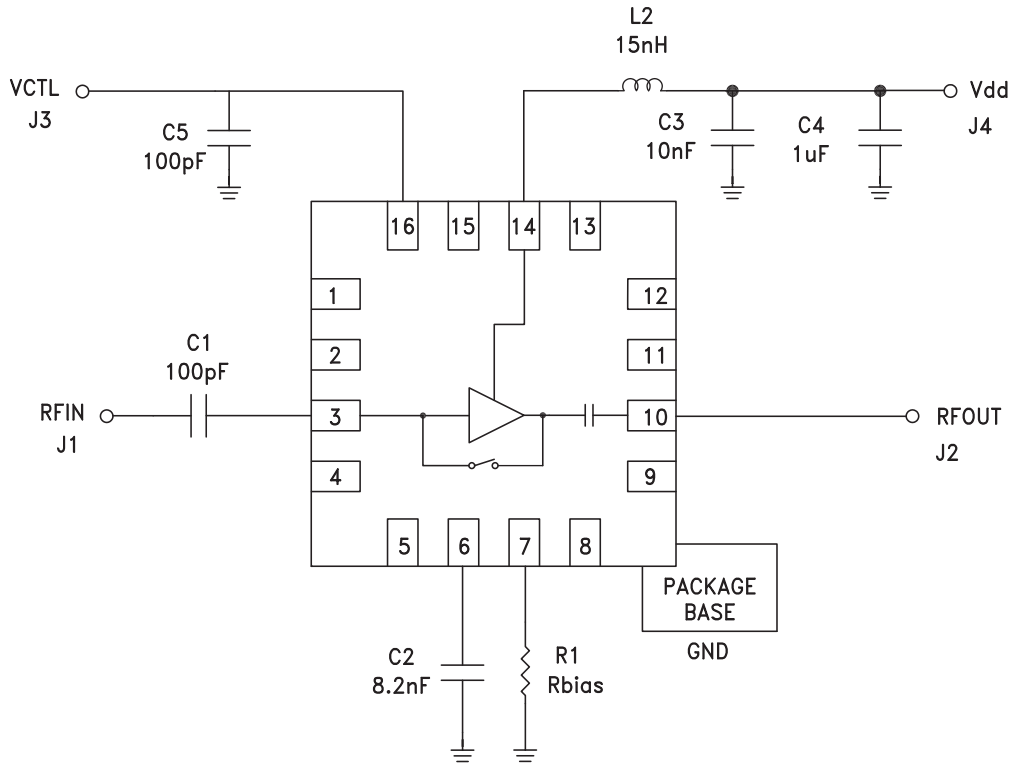 L2
15nH
VCTL
J3
C5
100pF
C3
10nF
C4
1uF
Vdd
J4
16
15
14
13
1
12
2
11
C1
100pF
RFIN
J1
3
10
RFOUT
J2
4
9
5
6
7
8
PACKAGE
BASE
GND
C2
8.2nF
R1
Rbias